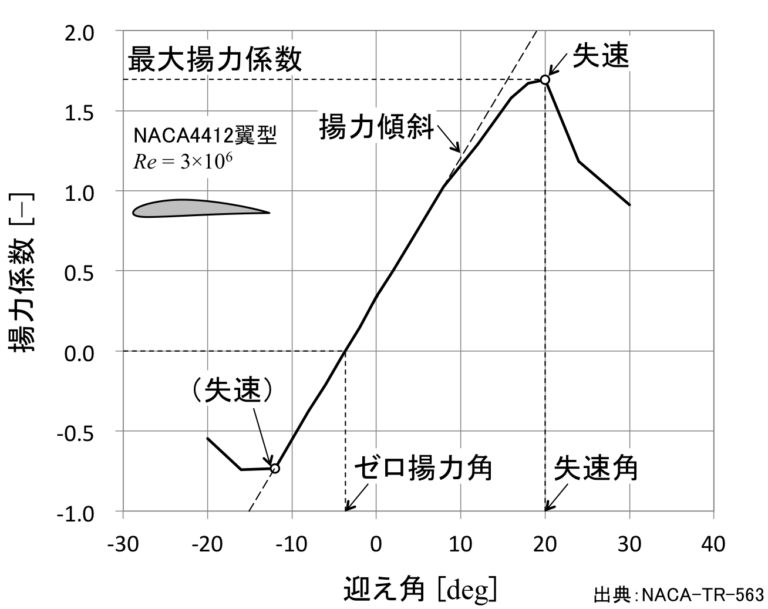 2.0
最大揚力係数
失速
1.5
揚力傾斜
NACA4412翼型
Re = 3×10⁶
1.0
揚力係数 [−]
0.5
0.0
(失速)
-0.5
ゼロ揚力角
失速角
-1.0
-30 -20 -10 0 10 20 30 40
迎え角 [deg]
出典:NACA-TR-563